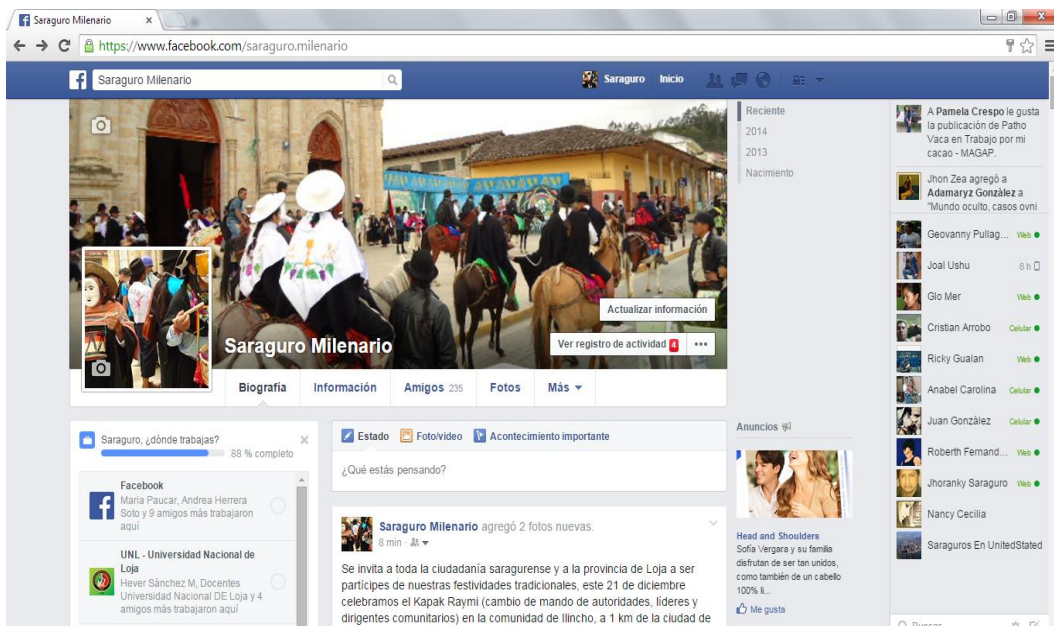 Saraguro Milenario
https://www.facebook.com/saraguro.milenario
Saraguro Milenario
Saraguro Inicio
Actualizar información
Saraguro Milenario
Ver registro de actividad 4
Biografía Información Amigos 235 Fotos Más
Reciente
2014
2013
Nacimiento
Saraguro, ¿dónde trabajas?
88 % completo
Facebook
Maria Paucar, Andrea Herrera
Soto y 9 amigos más trabajaron
aquí
UNL - Universidad Nacional de
Loja
Hever Sánchez M, Docentes
Universidad Nacional DE Loja y 4
amigos más trabajaron aquí
Estado Foto/video Acontecimiento importante
¿Qué estás pensando?
Saraguro Milenario agregó 2 fotos nuevas.
8 min
Se invita a toda la ciudadanía saragurense y a la provincia de Loja a ser
partícipes de nuestras festividades tradicionales, este 21 de diciembre
celebramos el Kapak Raymi (cambio de mando de autoridades, líderes y
dirigentes comunitarios) en la comunidad de Ilincho, a 1 km de la ciudad de
Anuncios
Head and Shoulders
Sofía Vergara y su familia
disfrutan de ser tan unidos,
como también de un cabello
100% li...
Me gusta
A Pamela Crespo le gusta
la publicación de Patho
Vaca en Trabajo por mi
cacao - MAGAP.
Jhon Zea agregó a
Adamaryz Gonzàlez a
"Mundo oculto, casos ovni
Geovanny Pullag... Web
Joal Ushu 8 h
Glo Mer Web
Cristian Arrobo Celular
Ricky Gualan Web
Anabel Carolina Celular
Juan Gonzàlez Celular
Roberth Fernand... Web
Jhoranky Saraguro Web
Nancy Cecilia
Saraguros En UnitedStated
Buscar